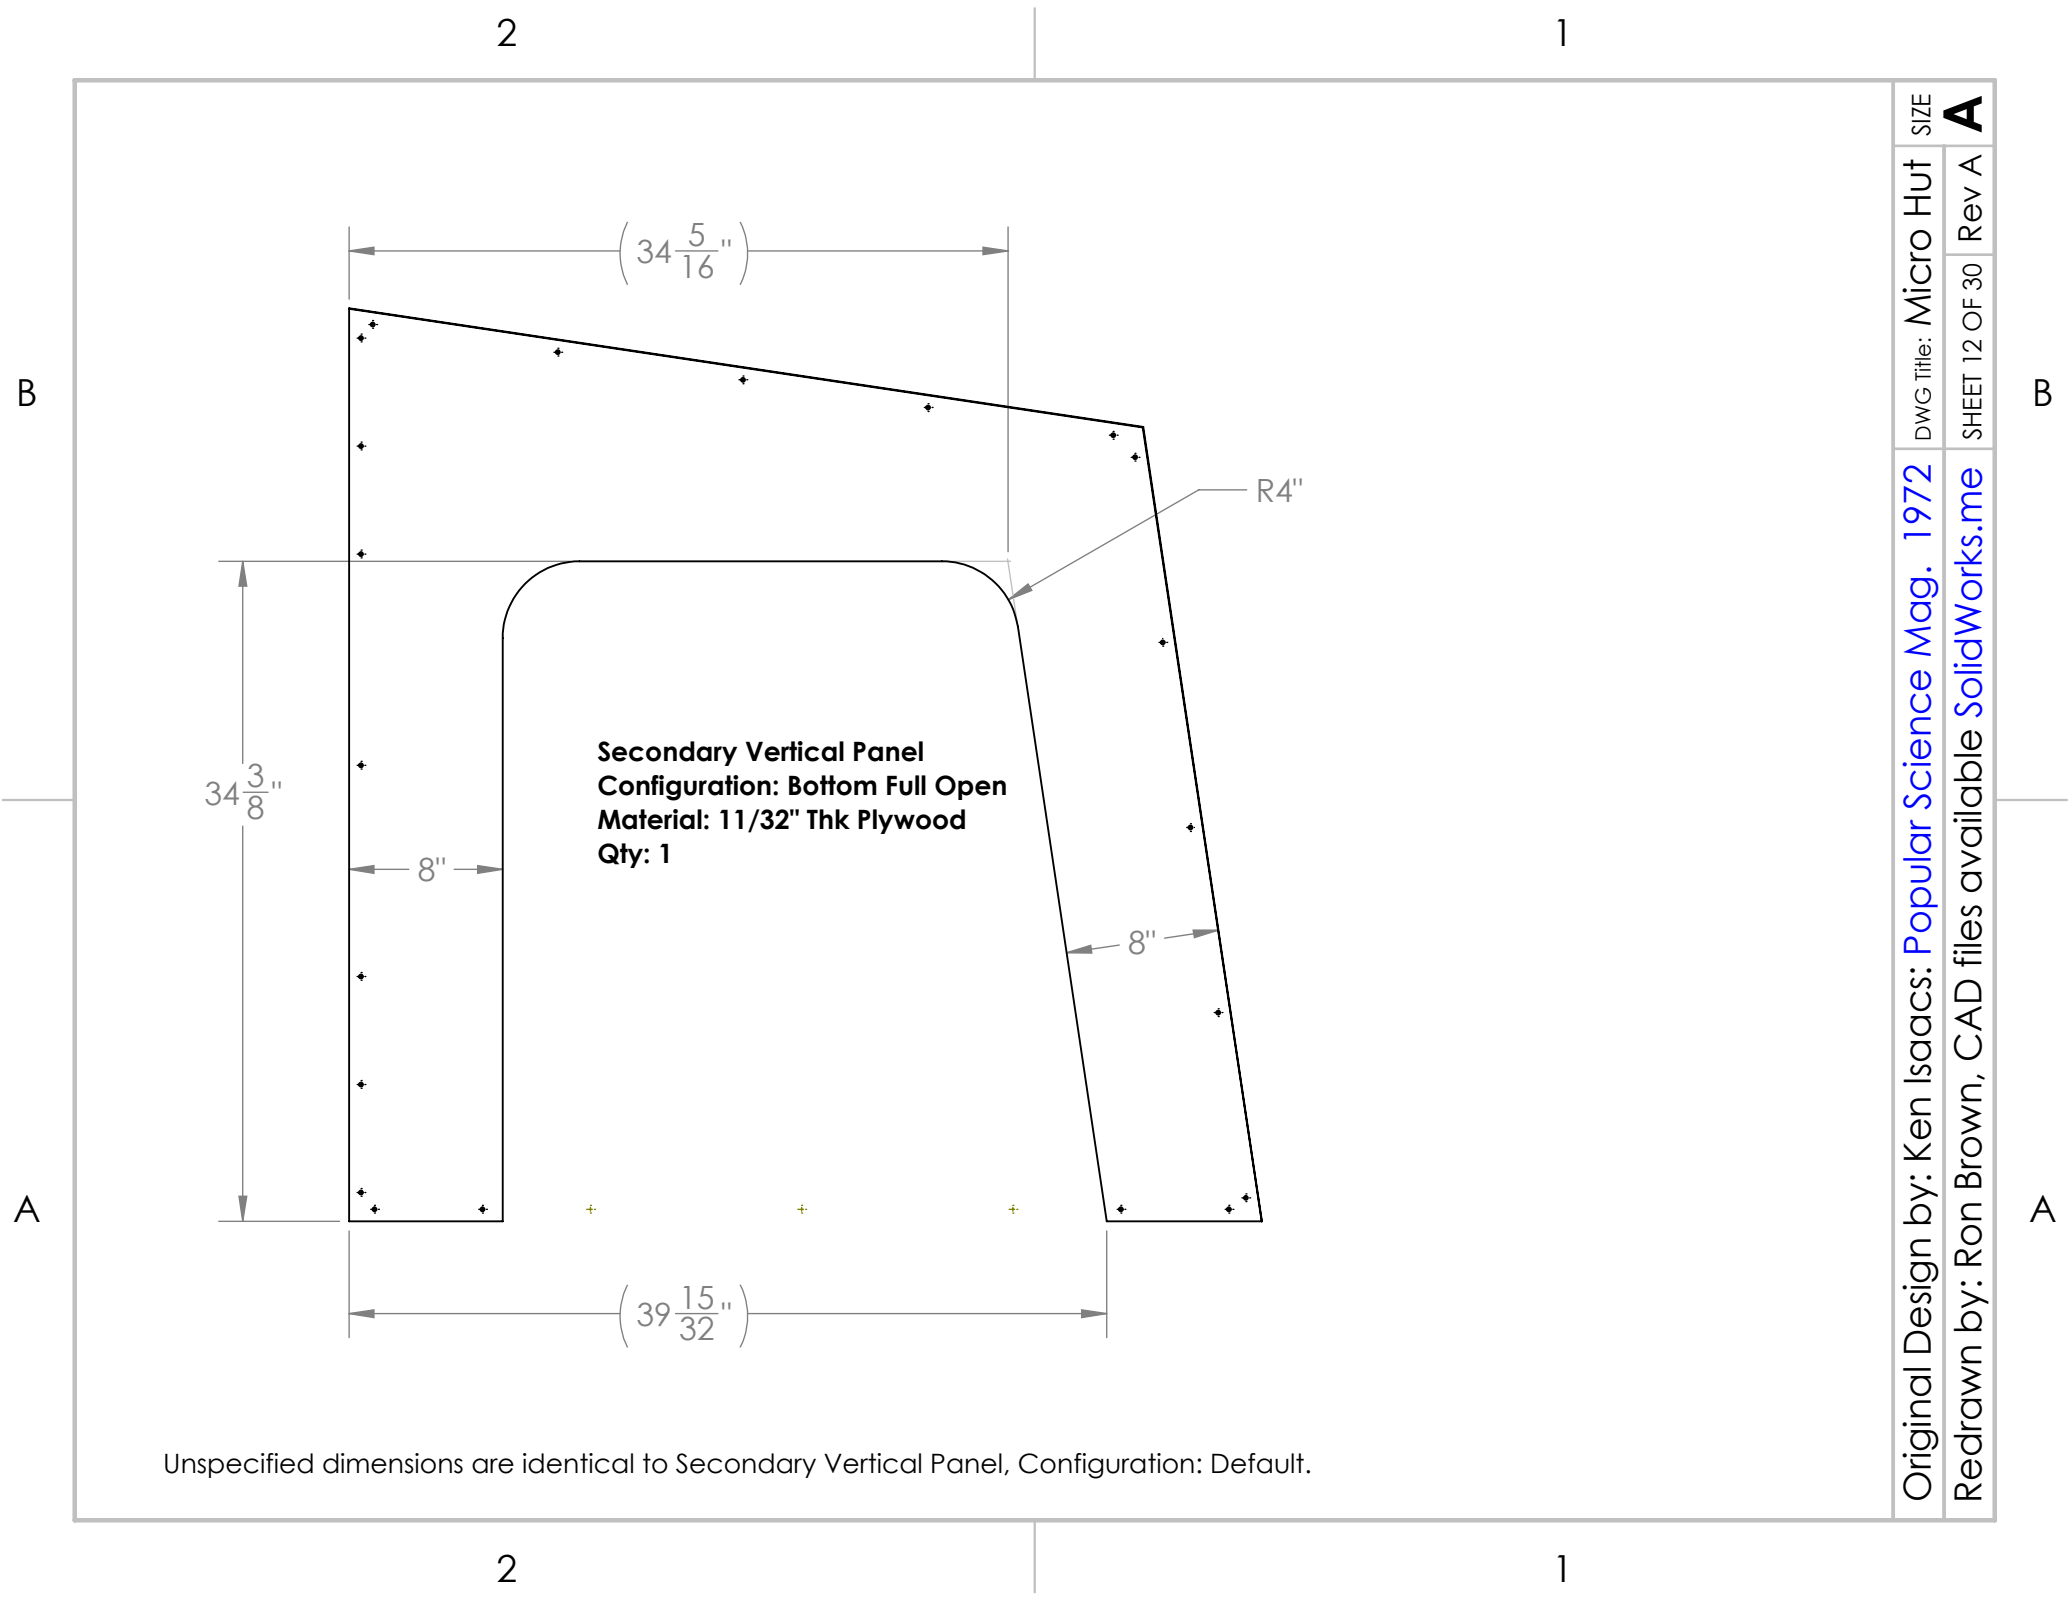 2
1
B
B
A
A
2
1
(34 5/16")
R4"
34 3/8"
8"
8"
(39 15/32")
Secondary Vertical Panel
Configuration: Bottom Full Open
Material: 11/32" Thk Plywood
Qty: 1
Unspecified dimensions are identical to Secondary Vertical Panel, Configuration: Default.
Original Design by: Ken Isaacs: Popular Science Mag. 1972
DWG Title: Micro Hut
SIZE
A
Redrawn by: Ron Brown, CAD files available SolidWorks.me
SHEET 12 OF 30
Rev A